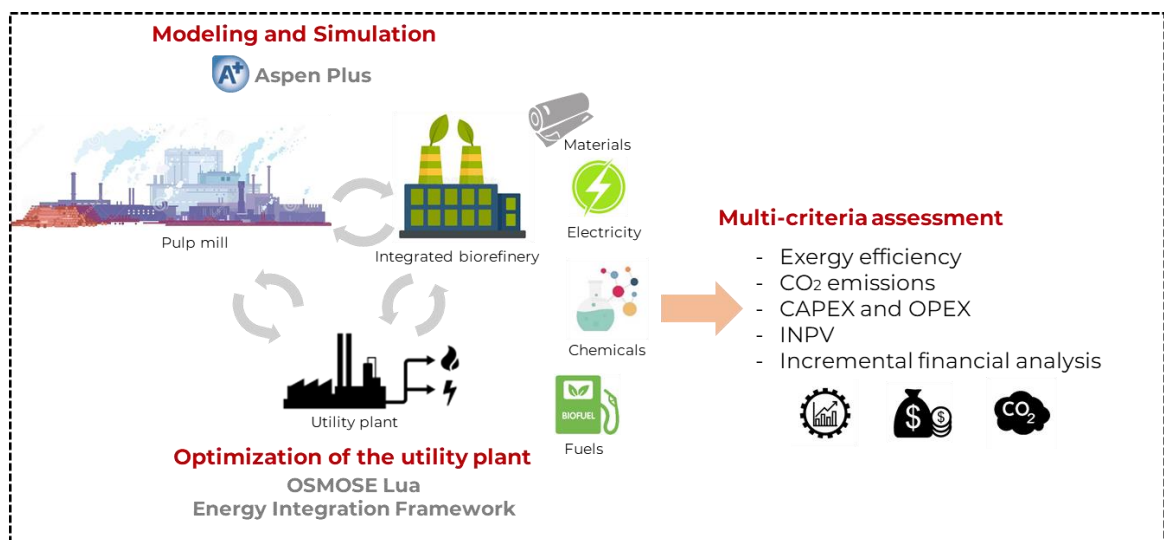 Modeling and Simulation
A+ Aspen Plus
Materials
Electricity
Pulp mill
Integrated biorefinery
Multi-criteria assessment
- Exergy efficiency
- CO2 emissions
- CAPEX and OPEX
- INPV
- Incremental financial analysis
Chemicals
Utility plant
BIOFUEL
Fuels
$
$
CO2
Optimization of the utility plant
OSMOSE Lua
Energy Integration Framework